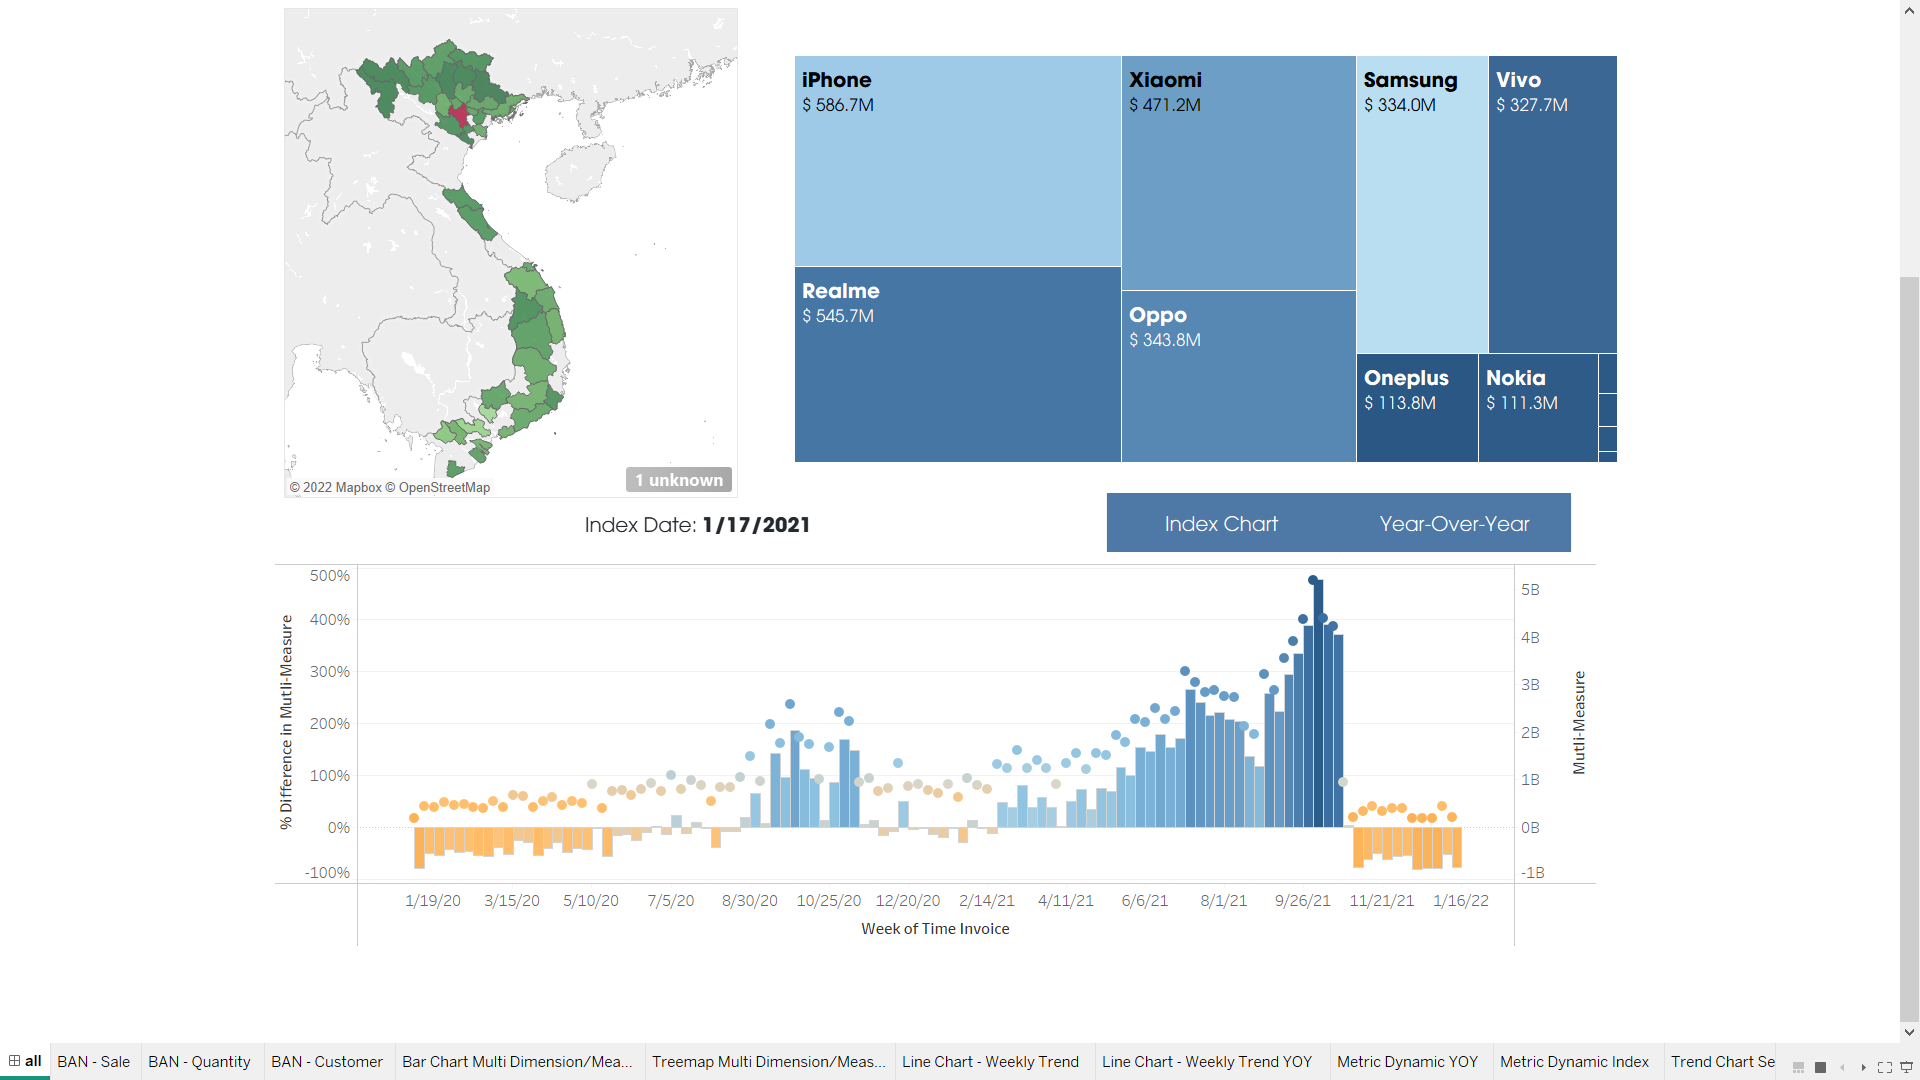 iPhone
$ 586.7M
Xiaomi
$ 471.2M
Samsung
$ 334.0M
Vivo
$ 327.7M
Realme
$ 545.7M
Oppo
$ 343.8M
Oneplus
$ 113.8M
Nokia
$ 111.3M
1 unknown
© 2022 Mapbox © OpenStreetMap
Index Date: 1/17/2021
Index Chart
Year-Over-Year
% Difference in Mutli-Measure
500%
400%
300%
200%
100%
0%
-100%
5B
4B
3B
2B
1B
0B
-1B
Mutli-Measure
1/19/20 3/15/20 5/10/20 7/5/20 8/30/20 10/25/20 12/20/20 2/14/21 4/11/21 6/6/21 8/1/21 9/26/21 11/21/21 1/16/22
Week of Time Invoice
all BAN - Sale BAN - Quantity BAN - Customer Bar Chart Multi Dimension/Mea... Treemap Multi Dimension/Meas... Line Chart - Weekly Trend Line Chart - Weekly Trend YOY Metric Dynamic YOY Metric Dynamic Index Trend Chart Se